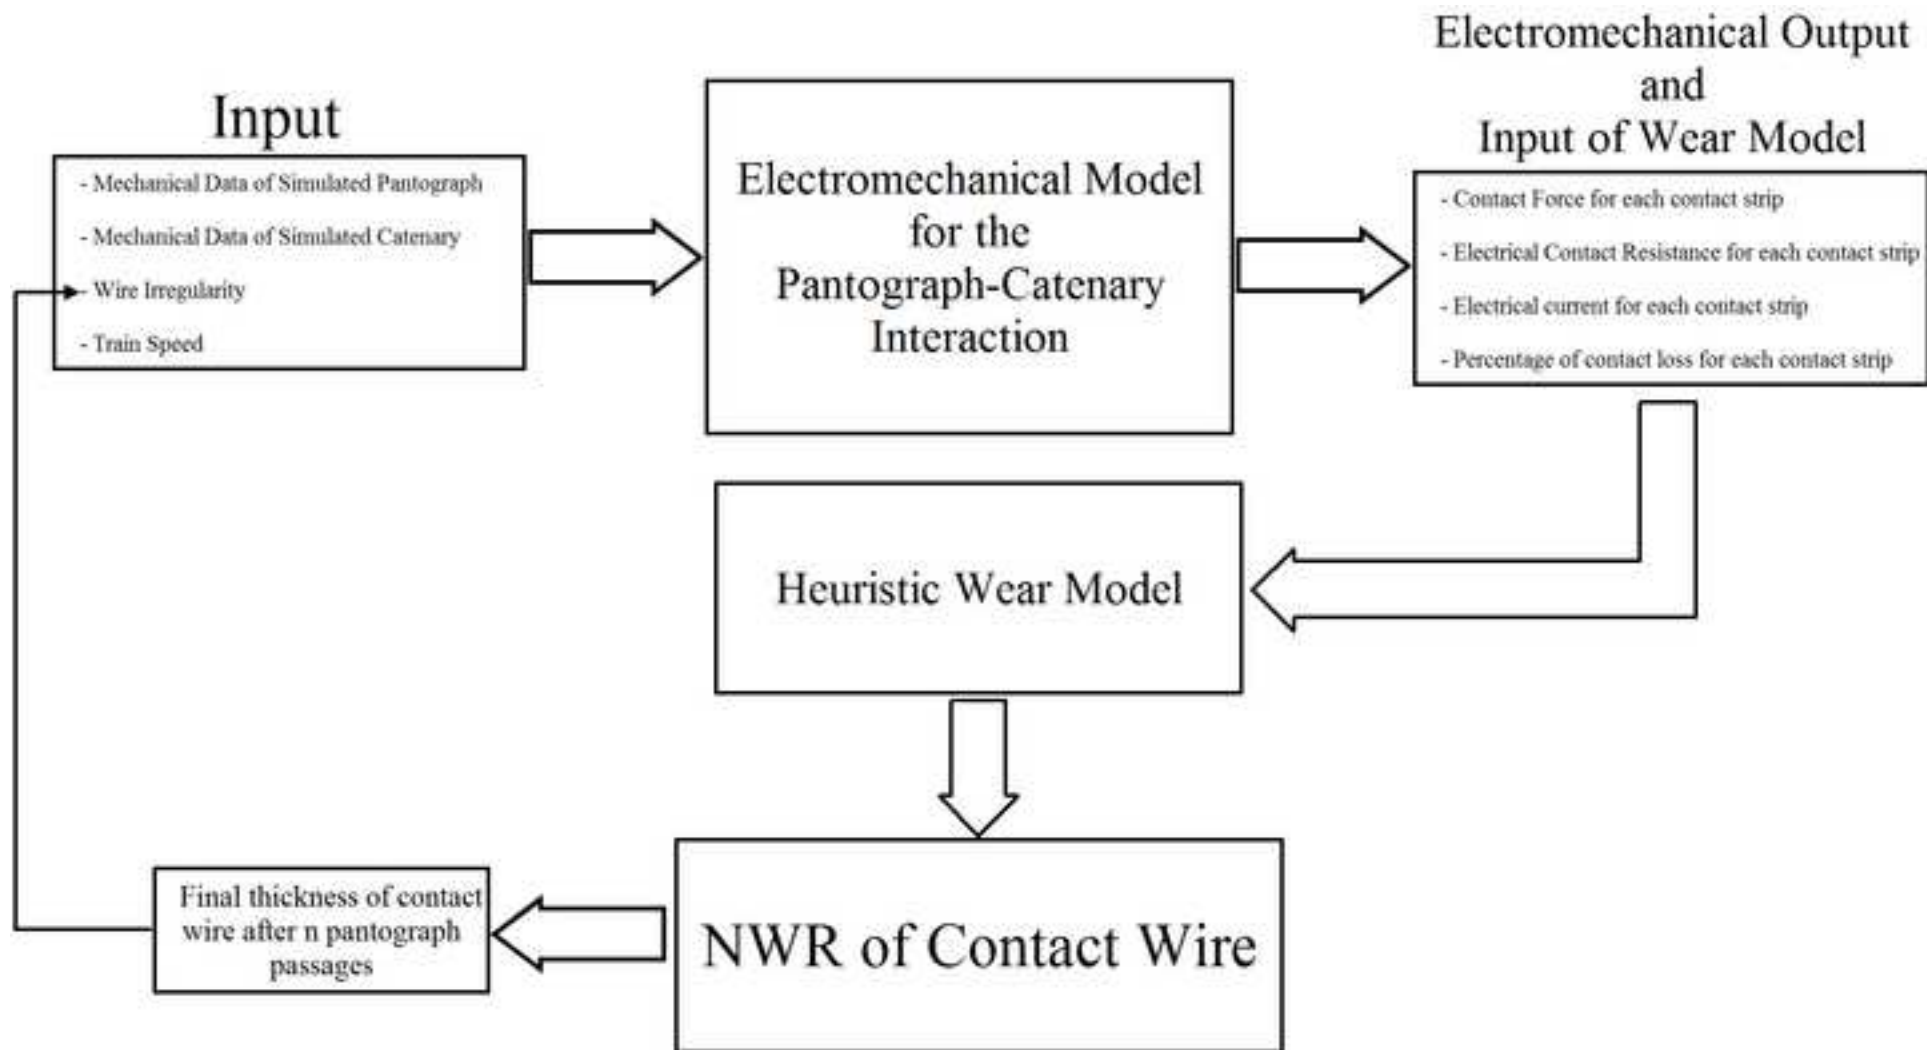 Input
- Mechanical Data of Simulated Pantograph
- Mechanical Data of Simulated Catenary
- Wire Irregularity
- Train Speed
Electromechanical Model
for the
Pantograph-Catenary
Interaction
Electromechanical Output
and
Input of Wear Model
- Contact Force for each contact strip
- Electrical Contact Resistance for each contact strip
- Electrical current for each contact strip
- Percentage of contact loss for each contact strip
Heuristic Wear Model
NWR of Contact Wire
Final thickness of contact
wire after n pantograph
passages